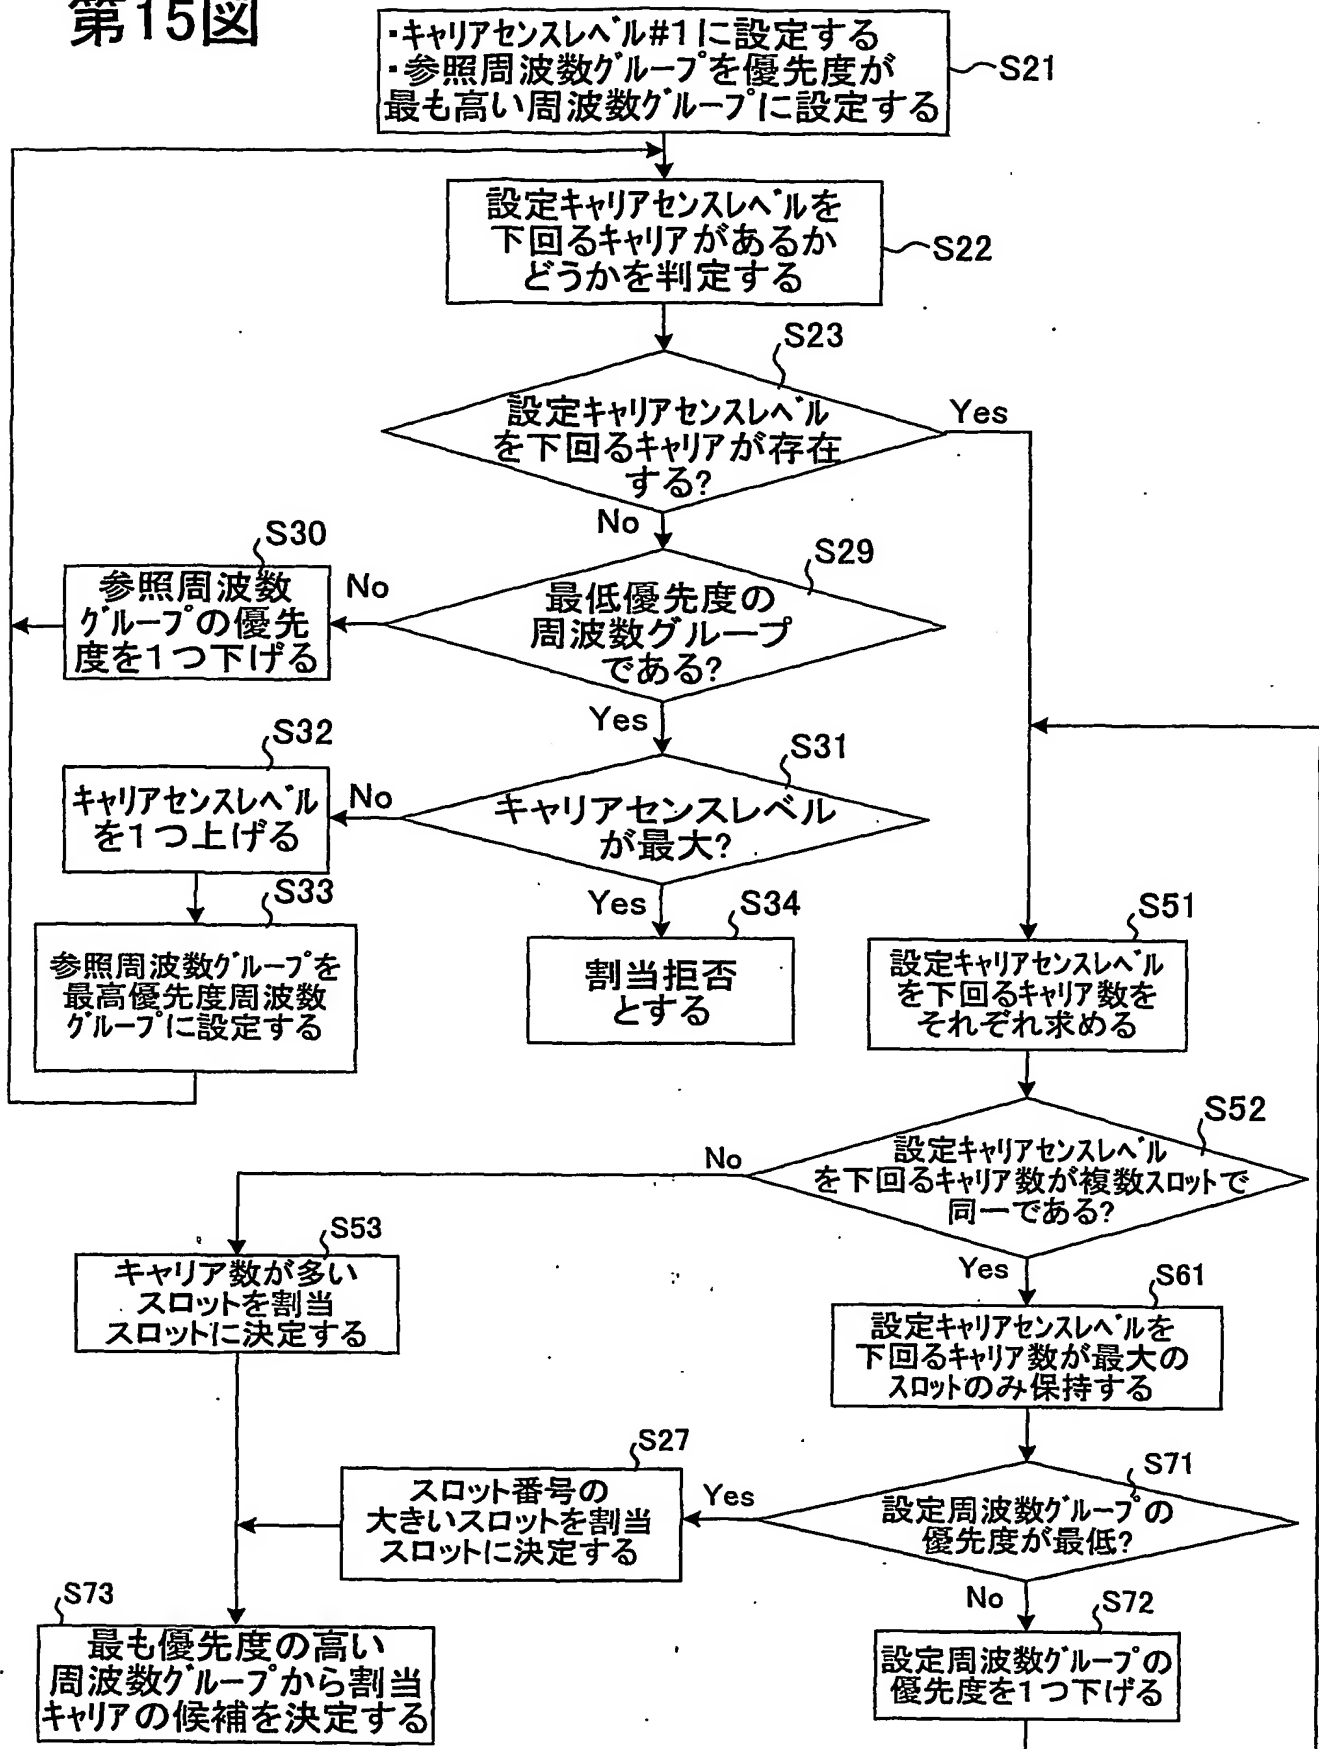 第15図
・キャリアセンスレベル#1に設定する
・参照周波数グループを優先度が
最も高い周波数グループに設定する
S21
設定キャリアセンスレベルを
下回るキャリアがあるか
どうかを判定する
S22
S23
設定キャリアセンスレベル
を下回るキャリアが存在
する?
Yes
No
S30
参照周波数
グループの優先
度を1つ下げる
No
S29
最低優先度の
周波数グループ
である?
Yes
S32
キャリアセンスレベル
を1つ上げる
No
S31
キャリアセンスレベル
が最大?
Yes
S33
参照周波数グループを
最高優先度周波数
グループに設定する
S34
割当拒否
とする
S51
設定キャリアセンスレベル
を下回るキャリア数を
それぞれ求める
S52
設定キャリアセンスレベル
を下回るキャリア数が複数スロットで
同一である?
No
Yes
S53
キャリア数が多い
スロットを割当
スロットに決定する
S61
設定キャリアセンスレベルを
下回るキャリア数が最大の
スロットのみ保持する
S27
スロット番号の
大きいスロットを割当
スロットに決定する
Yes
S71
設定周波数グループの
優先度が最低?
No
S73
最も優先度の高い
周波数グループから割当
キャリアの候補を決定する
S72
設定周波数グループの
優先度を1つ下げる